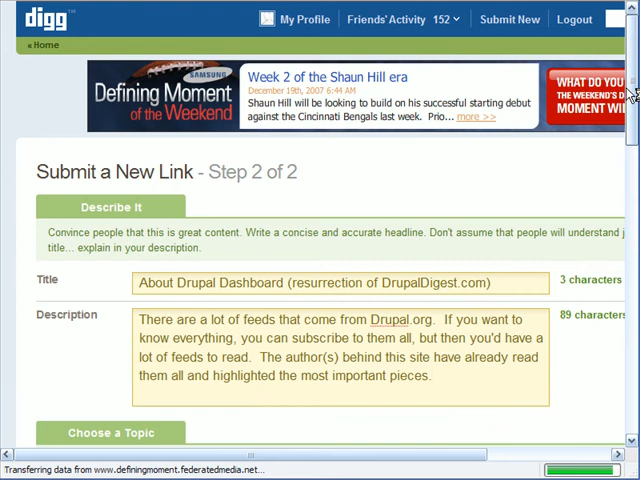 digg™
My Profile
Friends' Activity 152
Submit New
Logout
« Home
SAMSUNG
Defining Moment
of the Weekend
Week 2 of the Shaun Hill era
December 19th, 2007 6:44 AM
Shaun Hill will be looking to build on his successful starting debut
against the Cincinnati Bengals last week. Prio... more >>
WHAT DO YOU
THE WEEKEND'S
MOMENT
Submit a New Link - Step 2 of 2
Describe It
Convince people that this is great content. Write a concise and accurate headline. Don't assume that people will understand
title... explain in your description.
Title
About Drupal Dashboard (resurrection of DrupalDigest.com)
3 characters
Description
There are a lot of feeds that come from Drupal.org. If you want to
know everything, you can subscribe to them all, but then you'd have a
lot of feeds to read. The author(s) behind this site have already read
them all and highlighted the most important pieces.
89 characters
Choose a Topic
Transferring data from www.definingmoment.federatedmedia.net...